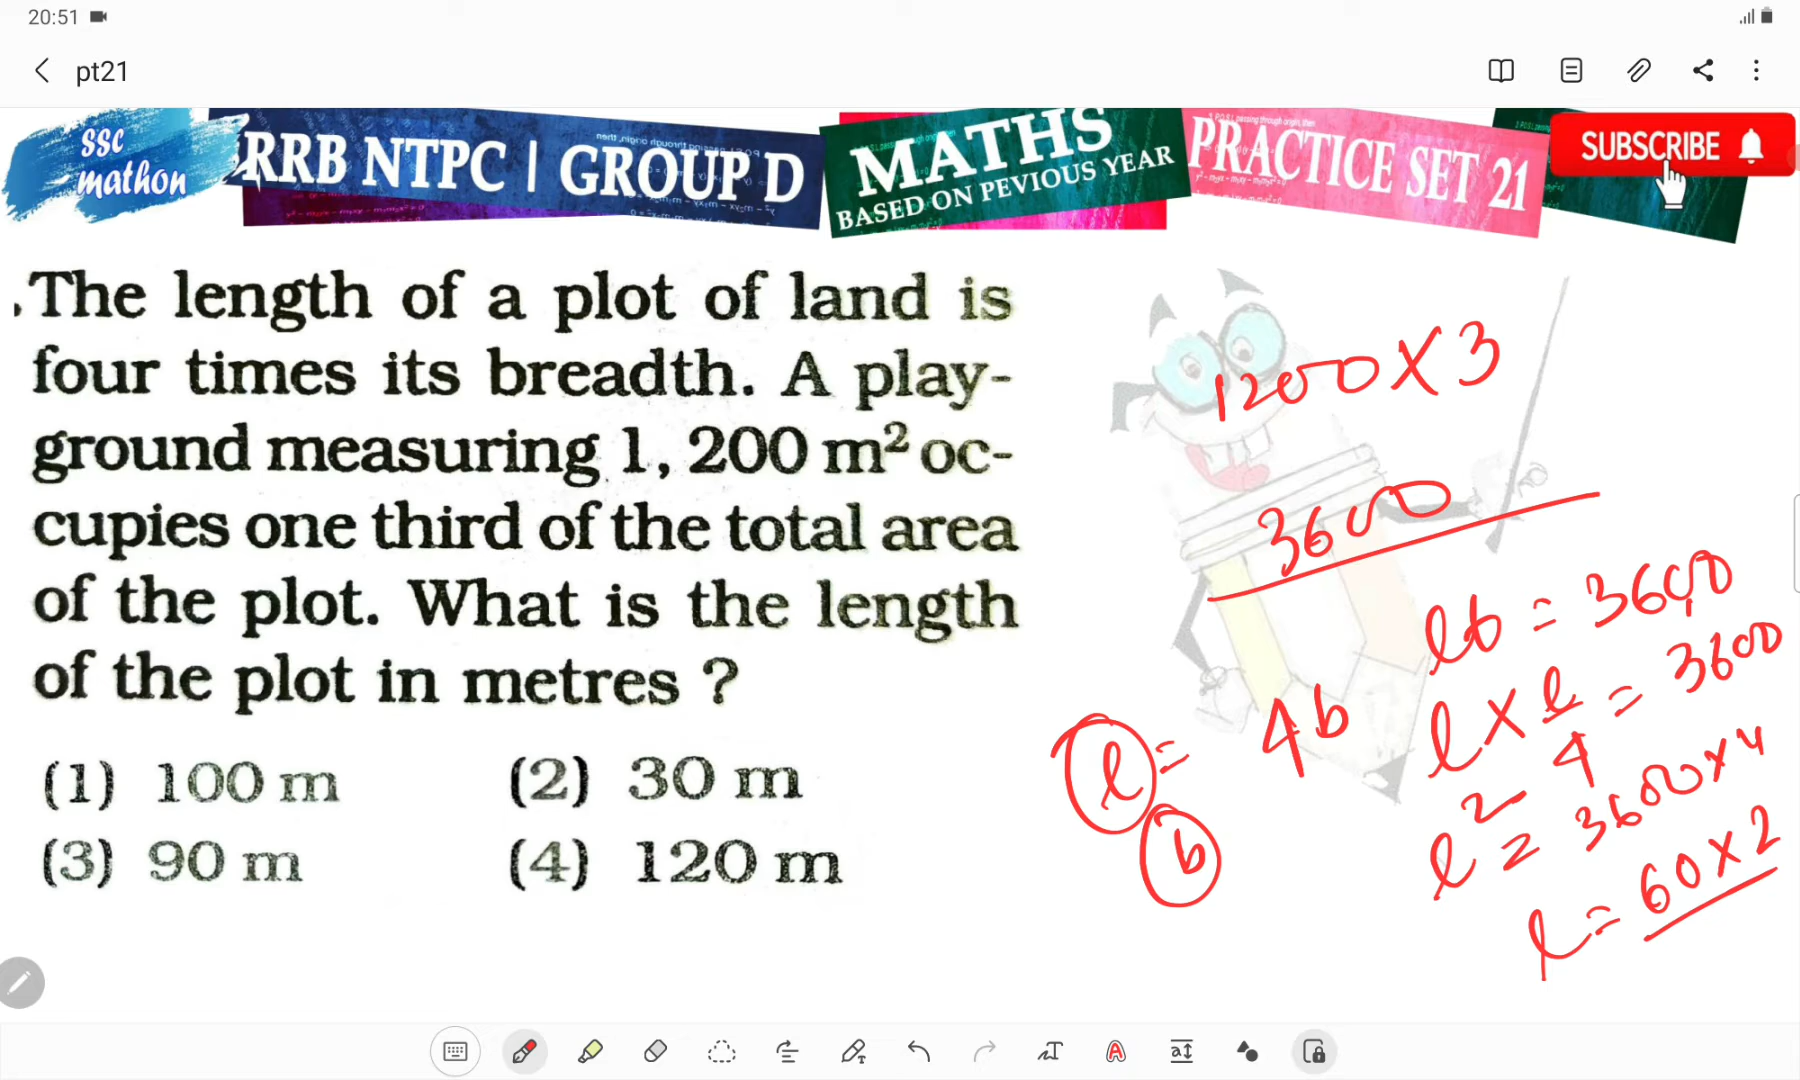 20:51
pt21
SSC
mathon
RRB NTPC | GROUP D
MATHS
BASED ON PEVIOUS YEAR
PRACTICE SET 21
SUBSCRIBE
The length of a plot of land is
four times its breadth. A play-
ground measuring 1, 200 m² oc-
cupies one third of the total area
of the plot. What is the length
of the plot in metres ?
(1) 100 m (2) 30 m
(3) 90 m (4) 120 m
1200 × 3
3600
lb = 3600
l × l/4 = 3600
l = 4b
b
l² = 3600 × 4
l = 60 × 2